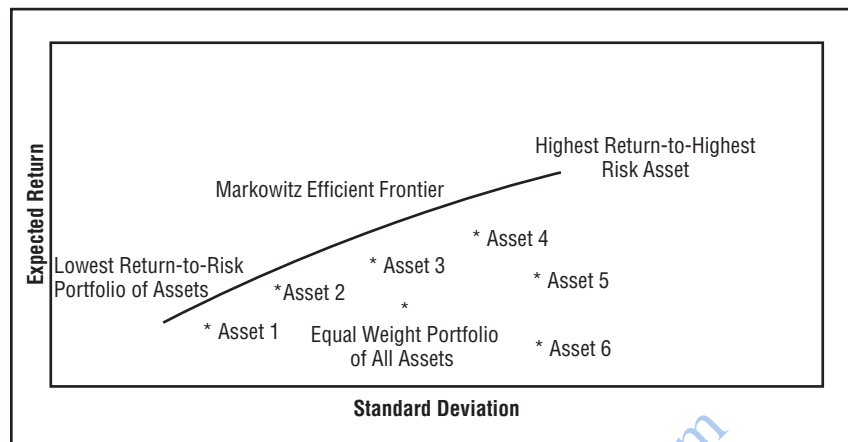 Expected Return
Highest Return-to-Highest
Risk Asset
Markowitz Efficient Frontier
* Asset 4
Lowest Return-to-Risk
Portfolio of Assets
* Asset 3
* Asset 5
*Asset 2
*
* Asset 1
Equal Weight Portfolio
of All Assets
* Asset 6
Standard Deviation